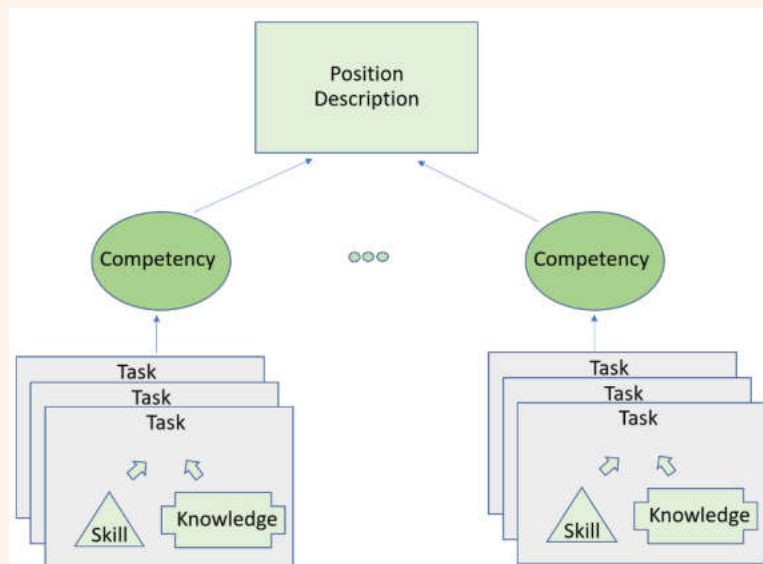 Position
Description
Competency
Competency
Task
Task
Task
Skill
Knowledge
Task
Task
Task
Skill
Knowledge